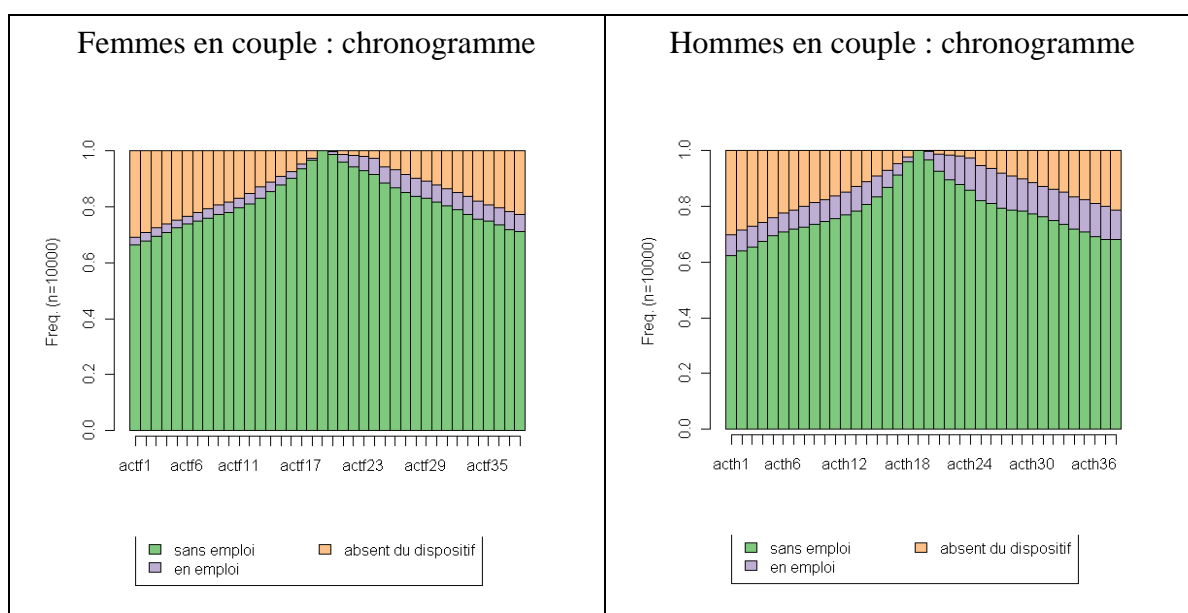 Femmes en couple : chronogramme
Freq. (n=10000)
1.0
0.8
0.6
0.4
0.2
0.0
actf1 actf6 actf11 actf17 actf23 actf29 actf35
sans emploi absent du dispositif
en emploi
Hommes en couple : chronogramme
Freq. (n=10000)
1.0
0.8
0.6
0.4
0.2
0.0
acth1 acth6 acth12 acth18 acth24 acth30 acth36
sans emploi absent du dispositif
en emploi